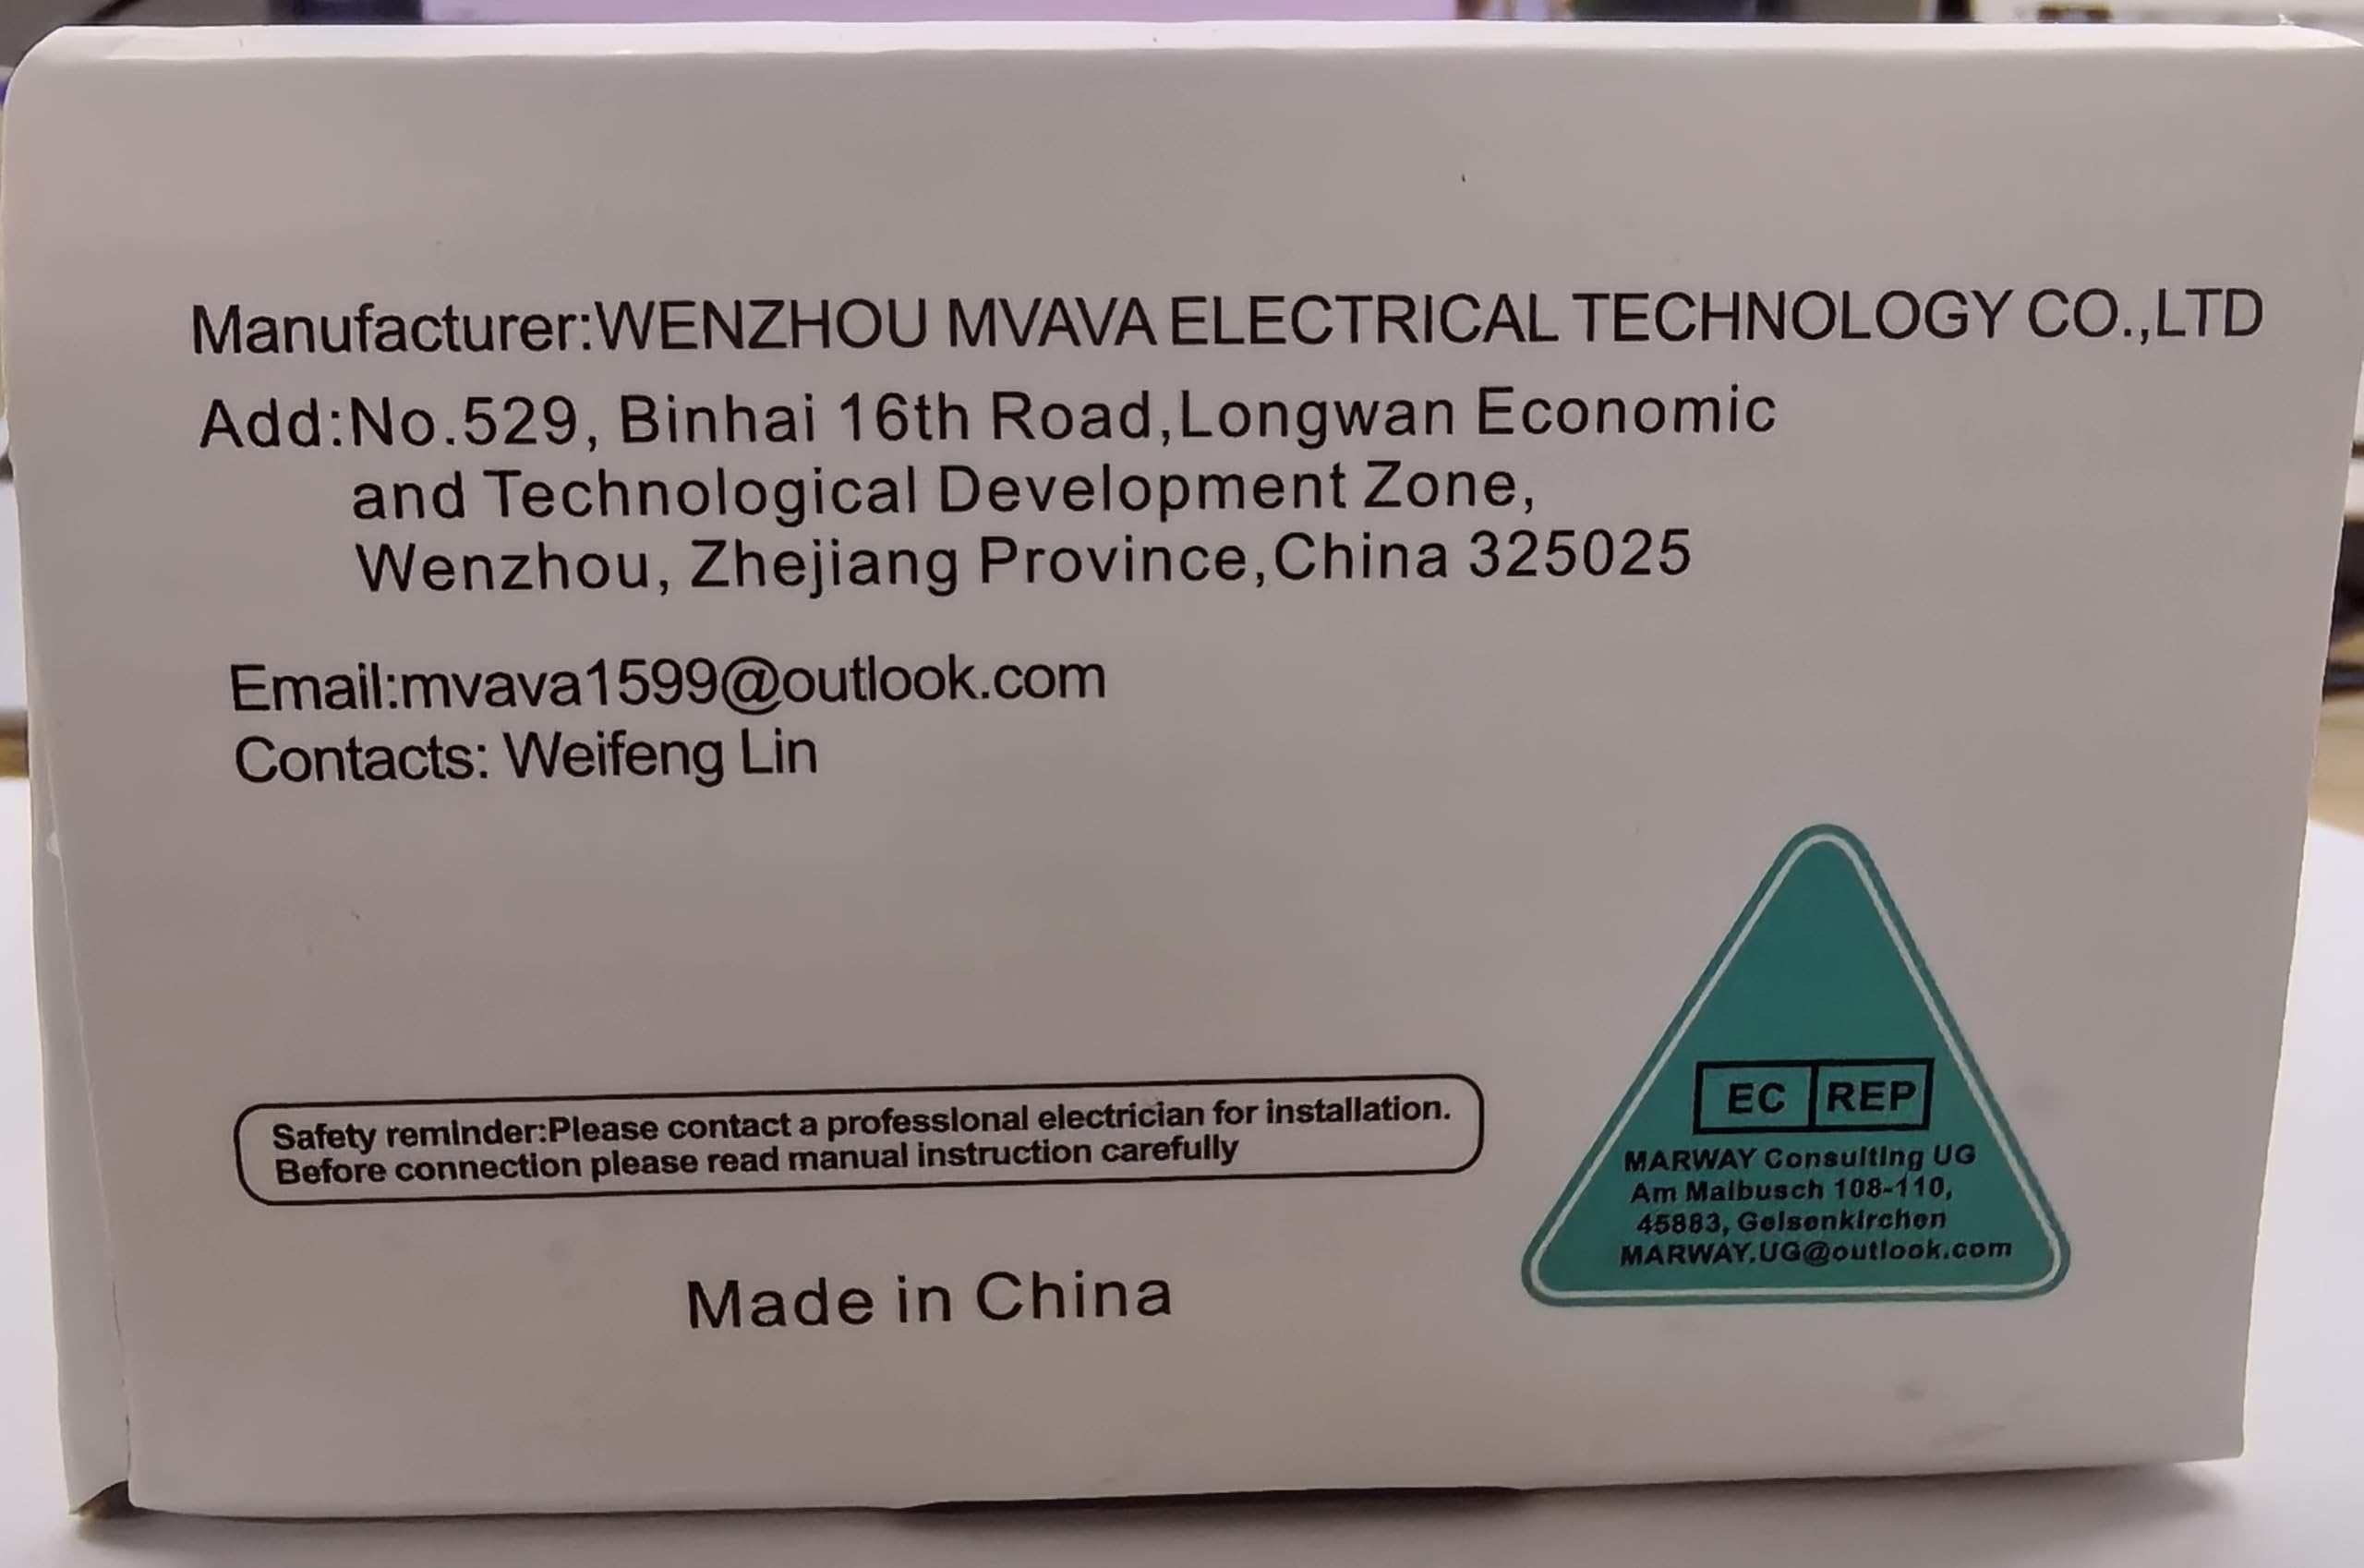 Manufacturer:WENZHOU MVAVA ELECTRICAL TECHNOLOGY CO.,LTD
Add:No.529, Binhai 16th Road,Longwan Economic
and Technological Development Zone,
Wenzhou, Zhejiang Province,China 325025
Email:mvava1599@outlook.com
Contacts: Weifeng Lin
Safety reminder:Please contact a professional electrician for installation.
Before connection please read manual instruction carefully
Made in China
EC REP
MARWAY Consulting UG
Am Maibusch 108-110,
45883, Gelsenkirchen
MARWAY.UG@outlook.com